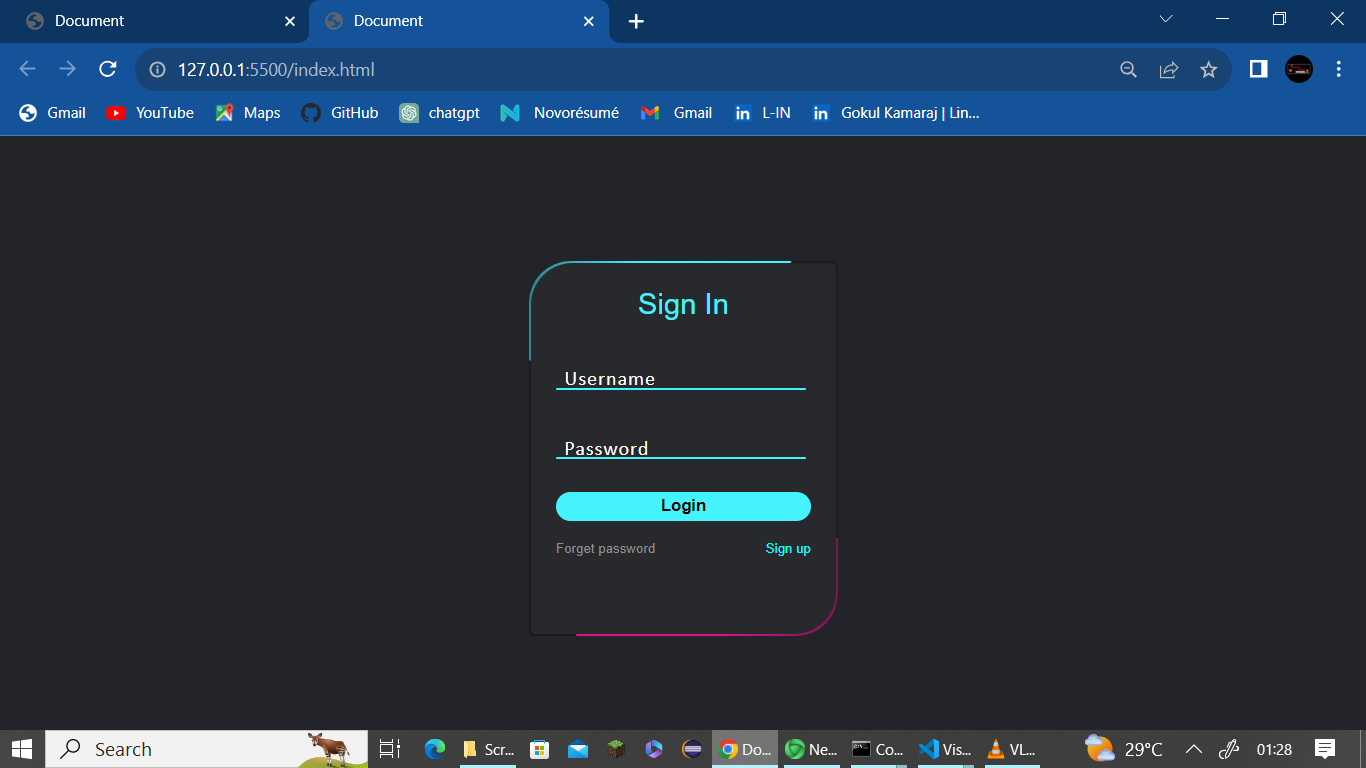 Document Document
127.0.0.1:5500/index.html
Gmail YouTube Maps GitHub chatgpt Novorésumé Gmail L-IN Gokul Kamaraj | Lin...
Sign In
Username
Password
Login
Forget password Sign up
Search Scr... Do... Ne... Co... Vis... VL... 29°C 01:28